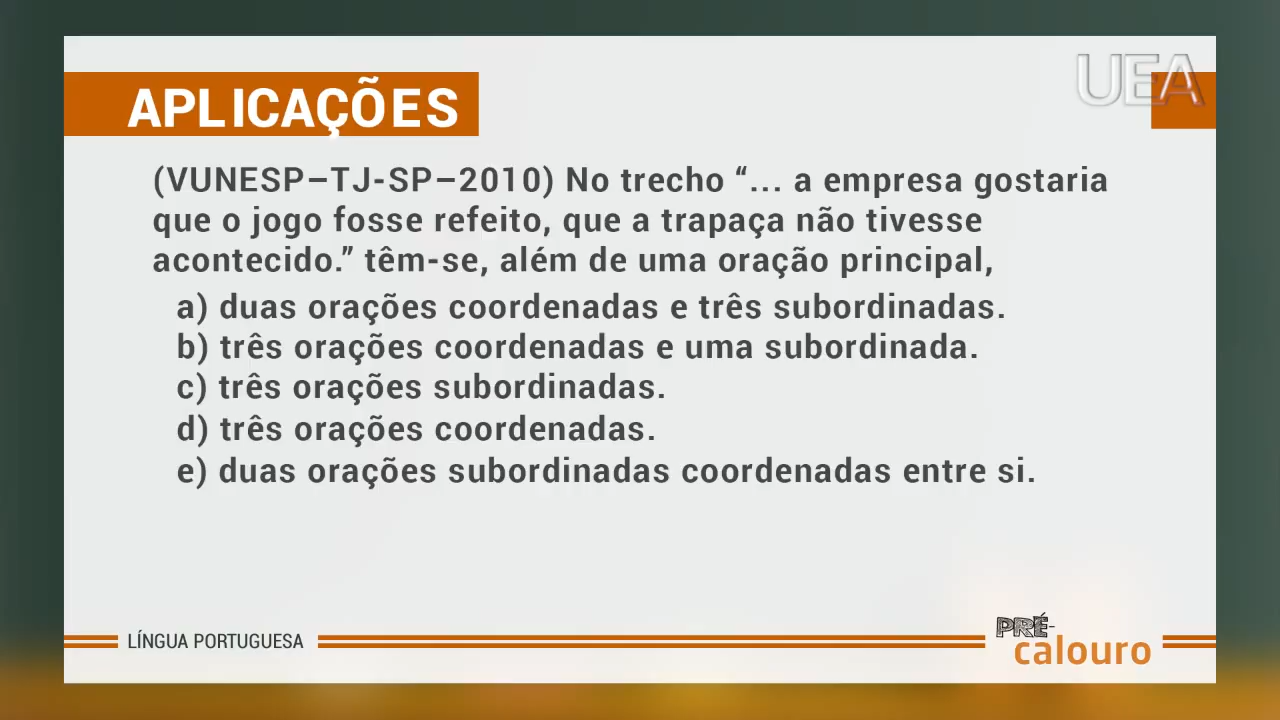 APLICAÇÕES
UEA
(VUNESP–TJ-SP–2010) No trecho “... a empresa gostaria
que o jogo fosse refeito, que a trapaça não tivesse
acontecido.” têm-se, além de uma oração principal,
a) duas orações coordenadas e três subordinadas.
b) três orações coordenadas e uma subordinada.
c) três orações subordinadas.
d) três orações coordenadas.
e) duas orações subordinadas coordenadas entre si.
LÍNGUA PORTUGUESA
PRÉ-
calouro